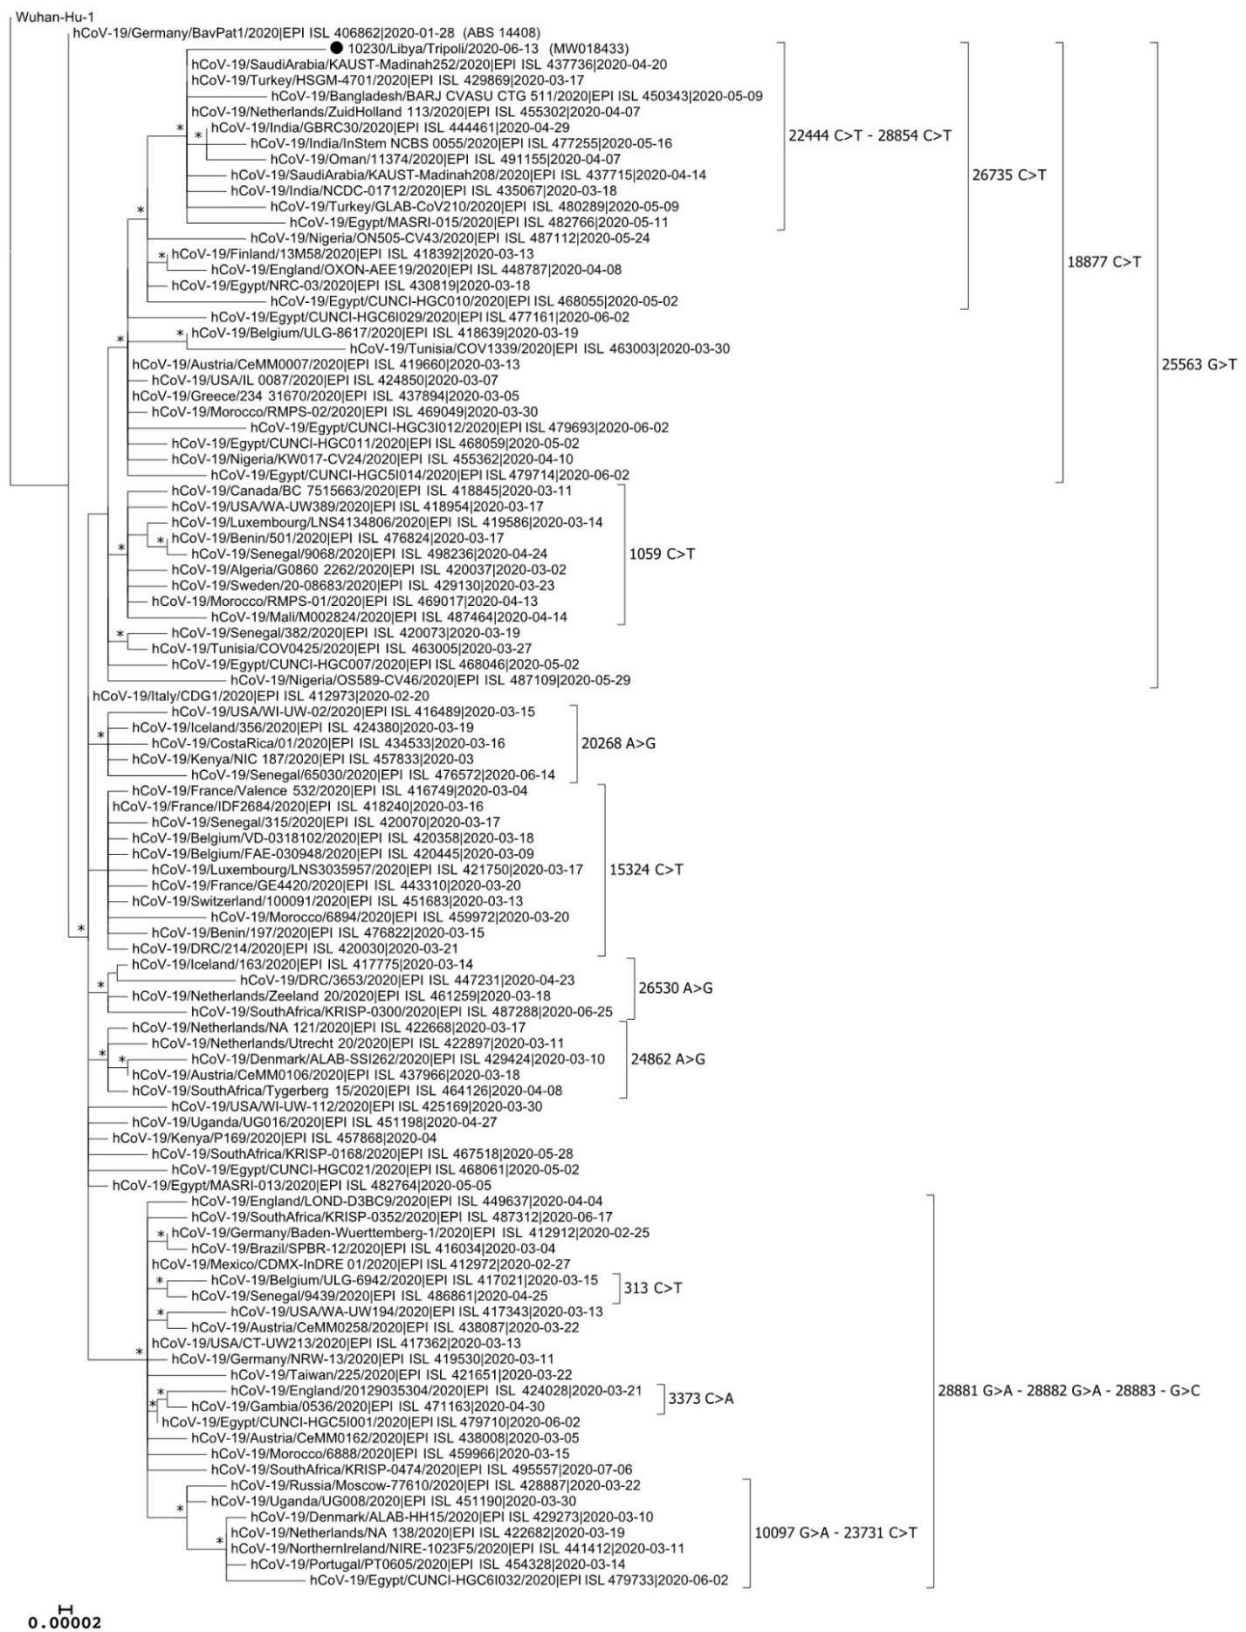 Wuhan-Hu-1
hCoV-19/Germany/BavPat1/2020|EPI ISL 406862|2020-01-28 (ABS 14408)
10230/Libya/Tripoli/2020-06-13 (MW018433)
hCoV-19/SaudiArabia/KAUST-Madinah252/2020|EPI ISL 437736|2020-04-20
hCoV-19/Turkey/HSGM-4701/2020|EPI ISL 429869|2020-03-17
hCoV-19/Bangladesh/BARJ CVASU CTG 511/2020|EPI ISL 450343|2020-05-09
hCoV-19/Netherlands/ZuidHolland 113/2020|EPI ISL 455302|2020-04-07
hCoV-19/India/GBRC30/2020|EPI ISL 444461|2020-04-29
22444 C>T - 28854 C>T
hCoV-19/India/InStem NCBS 0055/2020|EPI ISL 477255|2020-05-16
hCoV-19/Oman/11374/2020|EPI ISL 491155|2020-04-07
hCoV-19/SaudiArabia/KAUST-Madinah208/2020|EPI ISL 437715|2020-04-14
26735 C>T
hCoV-19/India/NCDC-01712/2020|EPI ISL 435067|2020-03-18
hCoV-19/Turkey/GLAB-CoV210/2020|EPI ISL 480289|2020-05-09
hCoV-19/Egypt/MASRI-015/2020|EPI ISL 482766|2020-05-11
hCoV-19/Nigeria/ON505-CV43/2020|EPI ISL 487112|2020-05-24
hCoV-19/Finland/13M58/2020|EPI ISL 418392|2020-03-13
18877 C>T
hCoV-19/England/OXON-AEE19/2020|EPI ISL 448787|2020-04-08
hCoV-19/Egypt/NRC-03/2020|EPI ISL 430819|2020-03-18
hCoV-19/Egypt/CUNCI-HGC010/2020|EPI ISL 468055|2020-05-02
hCoV-19/Egypt/CUNCI-HGC6I029/2020|EPI ISL 477161|2020-06-02
hCoV-19/Belgium/ULG-8617/2020|EPI ISL 418639|2020-03-19
hCoV-19/Tunisia/COV1339/2020|EPI ISL 463003|2020-03-30
hCoV-19/Austria/CeMM0007/2020|EPI ISL 419660|2020-03-13
25563 G>T
hCoV-19/USA/IL 0087/2020|EPI ISL 424850|2020-03-07
hCoV-19/Greece/234 31670/2020|EPI ISL 437894|2020-03-05
hCoV-19/Morocco/RMPS-02/2020|EPI ISL 469049|2020-03-30
hCoV-19/Egypt/CUNCI-HGC3I012/2020|EPI ISL 479693|2020-06-02
hCoV-19/Egypt/CUNCI-HGC011/2020|EPI ISL 468059|2020-05-02
hCoV-19/Nigeria/KW017-CV24/2020|EPI ISL 455362|2020-04-10
hCoV-19/Egypt/CUNCI-HGC5I014/2020|EPI ISL 479714|2020-06-02
hCoV-19/Canada/BC 7515663/2020|EPI ISL 418845|2020-03-11
hCoV-19/USA/WA-UW389/2020|EPI ISL 418954|2020-03-17
hCoV-19/Luxembourg/LNS4134806/2020|EPI ISL 419586|2020-03-14
hCoV-19/Benin/501/2020|EPI ISL 476824|2020-03-17
hCoV-19/Senegal/9068/2020|EPI ISL 498236|2020-04-24
1059 C>T
hCoV-19/Algeria/G0860 2262/2020|EPI ISL 420037|2020-03-02
hCoV-19/Sweden/20-08683/2020|EPI ISL 429130|2020-03-23
hCoV-19/Morocco/RMPS-01/2020|EPI ISL 469017|2020-04-13
hCoV-19/Mali/M002824/2020|EPI ISL 487464|2020-04-14
hCoV-19/Senegal/382/2020|EPI ISL 420073|2020-03-19
hCoV-19/Tunisia/COV0425/2020|EPI ISL 463005|2020-03-27
hCoV-19/Egypt/CUNCI-HGC007/2020|EPI ISL 468046|2020-05-02
hCoV-19/Nigeria/OS589-CV46/2020|EPI ISL 487109|2020-05-29
hCoV-19/Italy/CDG1/2020|EPI ISL 412973|2020-02-20
hCoV-19/USA/WI-UW-02/2020|EPI ISL 416489|2020-03-15
hCoV-19/Iceland/356/2020|EPI ISL 424380|2020-03-19
hCoV-19/CostaRica/01/2020|EPI ISL 434533|2020-03-16
20268 A>G
hCoV-19/Kenya/NIC 187/2020|EPI ISL 457833|2020-03
hCoV-19/Senegal/65030/2020|EPI ISL 476572|2020-06-14
hCoV-19/France/Valence 532/2020|EPI ISL 416749|2020-03-04
hCoV-19/France/IDF2684/2020|EPI ISL 418240|2020-03-16
hCoV-19/Senegal/315/2020|EPI ISL 420070|2020-03-17
hCoV-19/Belgium/VD-0318102/2020|EPI ISL 420358|2020-03-18
hCoV-19/Belgium/FAE-030948/2020|EPI ISL 420445|2020-03-09
hCoV-19/Luxembourg/LNS3035957/2020|EPI ISL 421750|2020-03-17
15324 C>T
hCoV-19/France/GE4420/2020|EPI ISL 443310|2020-03-20
hCoV-19/Switzerland/100091/2020|EPI ISL 451683|2020-03-13
hCoV-19/Morocco/6894/2020|EPI ISL 459972|2020-03-20
hCoV-19/Benin/197/2020|EPI ISL 476822|2020-03-15
hCoV-19/DRC/214/2020|EPI ISL 420030|2020-03-21
hCoV-19/Iceland/163/2020|EPI ISL 417775|2020-03-14
hCoV-19/DRC/3653/2020|EPI ISL 447231|2020-04-23
26530 A>G
hCoV-19/Netherlands/Zeeland 20/2020|EPI ISL 461259|2020-03-18
hCoV-19/SouthAfrica/KRISP-0300/2020|EPI ISL 487288|2020-06-25
hCoV-19/Netherlands/NA 121/2020|EPI ISL 422668|2020-03-17
hCoV-19/Netherlands/Utrecht 20/2020|EPI ISL 422897|2020-03-11
hCoV-19/Denmark/ALAB-SSI262/2020|EPI ISL 429424|2020-03-10
24862 A>G
hCoV-19/Austria/CeMM0106/2020|EPI ISL 437966|2020-03-18
hCoV-19/SouthAfrica/Tygerberg 15/2020|EPI ISL 464126|2020-04-08
hCoV-19/USA/WI-UW-112/2020|EPI ISL 425169|2020-03-30
hCoV-19/Uganda/UG016/2020|EPI ISL 451198|2020-04-27
hCoV-19/Kenya/P169/2020|EPI ISL 457868|2020-04
hCoV-19/SouthAfrica/KRISP-0168/2020|EPI ISL 467518|2020-05-28
hCoV-19/Egypt/CUNCI-HGC021/2020|EPI ISL 468061|2020-05-02
hCoV-19/Egypt/MASRI-013/2020|EPI ISL 482764|2020-05-05
hCoV-19/England/LOND-D3BC9/2020|EPI ISL 449637|2020-04-04
hCoV-19/SouthAfrica/KRISP-0352/2020|EPI ISL 487312|2020-06-17
hCoV-19/Germany/Baden-Wuerttemberg-1/2020|EPI ISL 412912|2020-02-25
hCoV-19/Brazil/SPBR-12/2020|EPI ISL 416034|2020-03-04
hCoV-19/Mexico/CDMX-InDRE 01/2020|EPI ISL 412972|2020-02-27
hCoV-19/Belgium/ULG-6942/2020|EPI ISL 417021|2020-03-15
313 C>T
hCoV-19/Senegal/9439/2020|EPI ISL 486861|2020-04-25
hCoV-19/USA/WA-UW194/2020|EPI ISL 417343|2020-03-13
hCoV-19/Austria/CeMM0258/2020|EPI ISL 438087|2020-03-22
hCoV-19/USA/CT-UW213/2020|EPI ISL 417362|2020-03-13
hCoV-19/Germany/NRW-13/2020|EPI ISL 419530|2020-03-11
hCoV-19/Taiwan/225/2020|EPI ISL 421651|2020-03-22
hCoV-19/England/20129035304/2020|EPI ISL 424028|2020-03-21
28881 G>A - 28882 G>A - 28883 - G>C
3373 C>A
hCoV-19/Gambia/0536/2020|EPI ISL 471163|2020-04-30
hCoV-19/Egypt/CUNCI-HGC5I001/2020|EPI ISL 479710|2020-06-02
hCoV-19/Austria/CeMM0162/2020|EPI ISL 438008|2020-03-05
hCoV-19/Morocco/6888/2020|EPI ISL 459966|2020-03-15
hCoV-19/SouthAfrica/KRISP-0474/2020|EPI ISL 495557|2020-07-06
hCoV-19/Russia/Moscow-77610/2020|EPI ISL 428887|2020-03-22
hCoV-19/Uganda/UG008/2020|EPI ISL 451190|2020-03-30
hCoV-19/Denmark/ALAB-HH15/2020|EPI ISL 429273|2020-03-10
hCoV-19/Netherlands/NA 138/2020|EPI ISL 422682|2020-03-19
10097 G>A - 23731 C>T
hCoV-19/NorthernIreland/NIRE-1023F5/2020|EPI ISL 441412|2020-03-11
hCoV-19/Portugal/PT0605/2020|EPI ISL 454328|2020-03-14
hCoV-19/Egypt/CUNCI-HGC6I032/2020|EPI ISL 479733|2020-06-02
0.00002